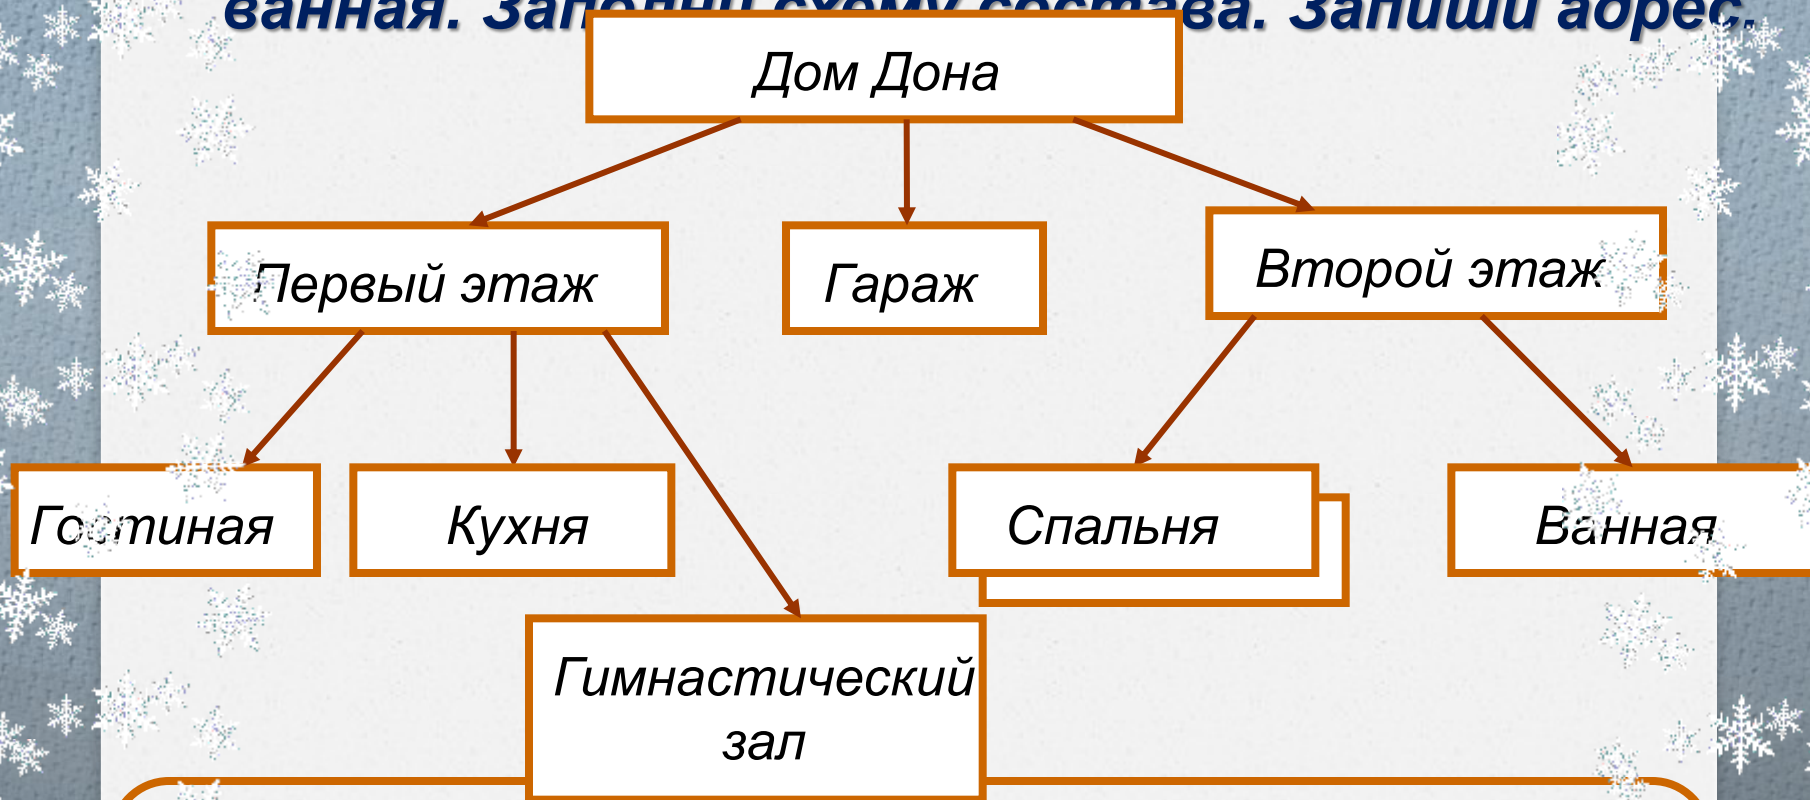 ванная. Заполни схему состава. Запиши адрес.
Дом Дона
Первый этаж
Гараж
Второй этаж
Гостиная
Кухня
Спальня
Ванная
Гимнастический
зал